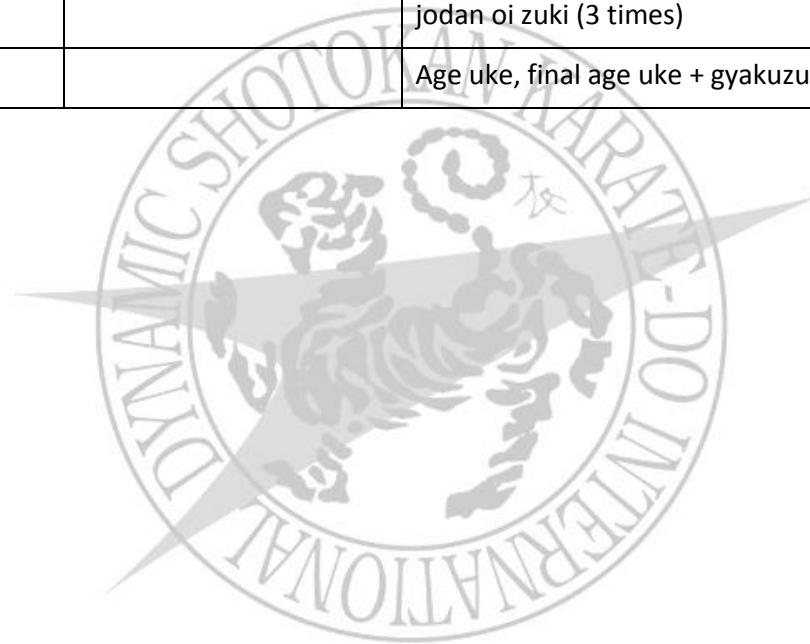 jodan oi zuki (3 times)
Age uke, final age uke + gyakuzu
DYNAMIC SHOTOKAN KARATE-DO INTERNATIONAL